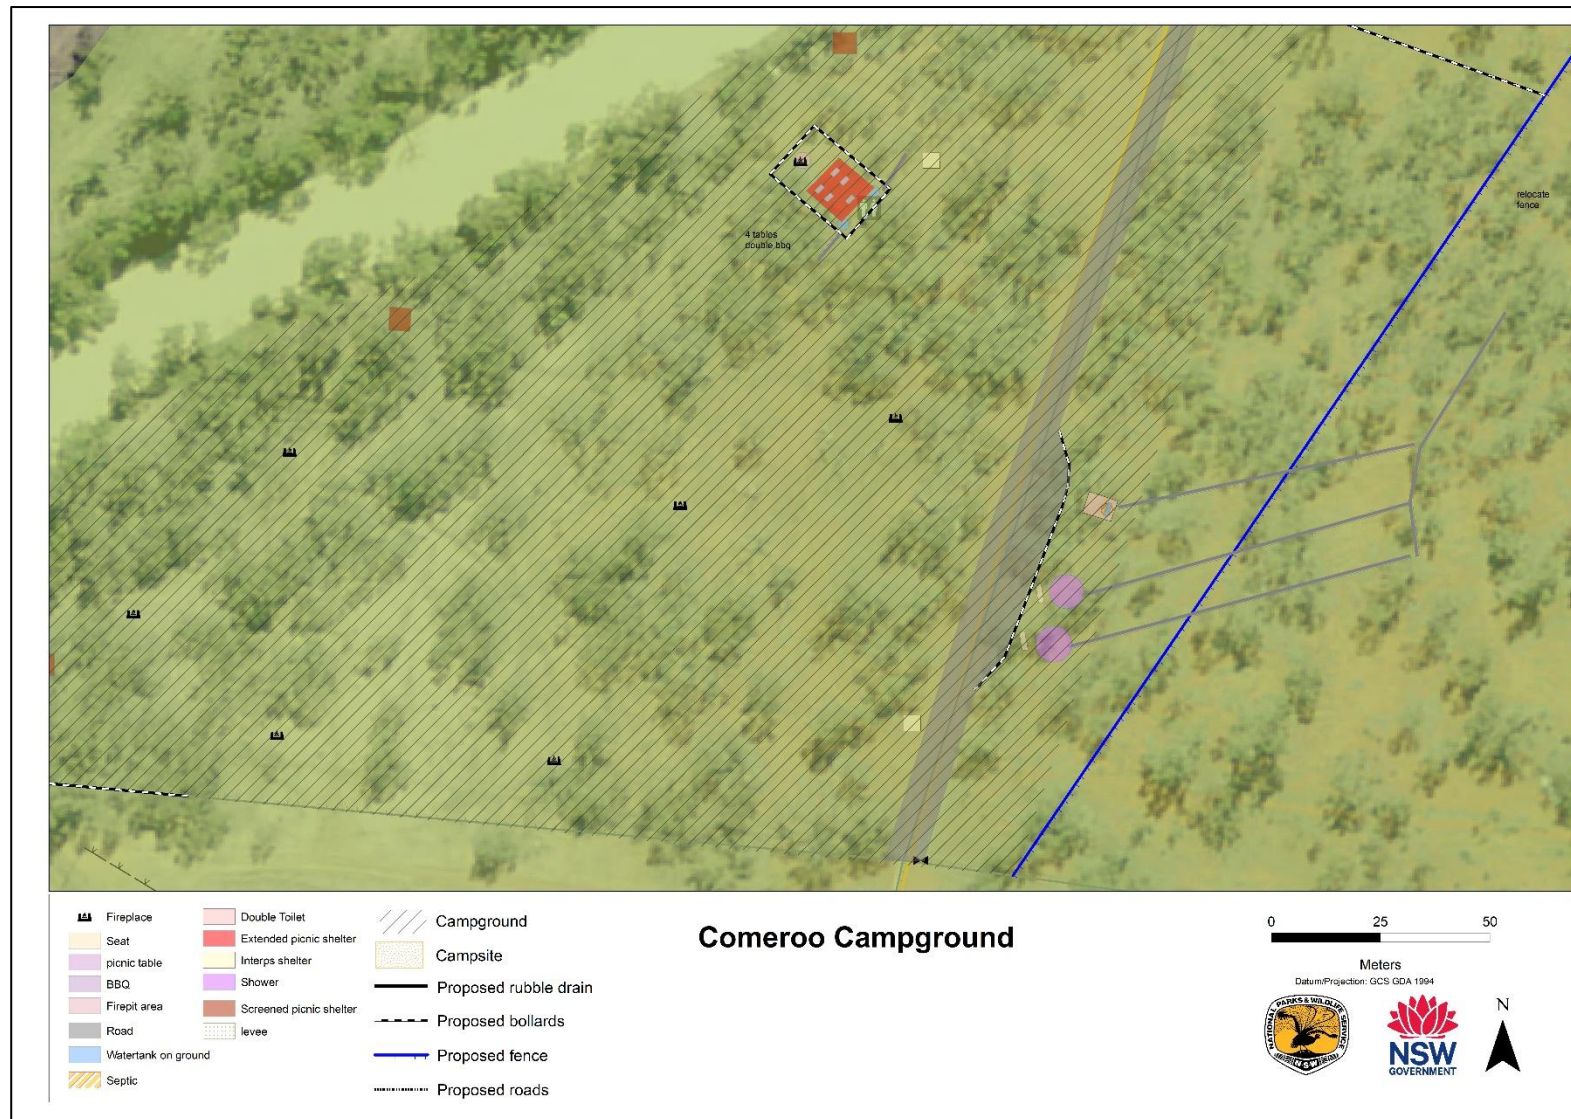 relocate
fence
4 tables
double bbq
Fireplace
Seat
picnic table
BBQ
Firepit area
Road
Watertank on ground
Septic
Double Toilet
Extended picnic shelter
Interps shelter
Shower
Screened picnic shelter
levee
Campground
Campsite
Proposed rubble drain
Proposed bollards
Proposed fence
Proposed roads
Comeroo Campground
0 25 50
Meters
Datum/Projection: GCS GDA 1994
NATIONAL PARKS & WILDLIFE SERVICE
NSW
NSW
GOVERNMENT
N